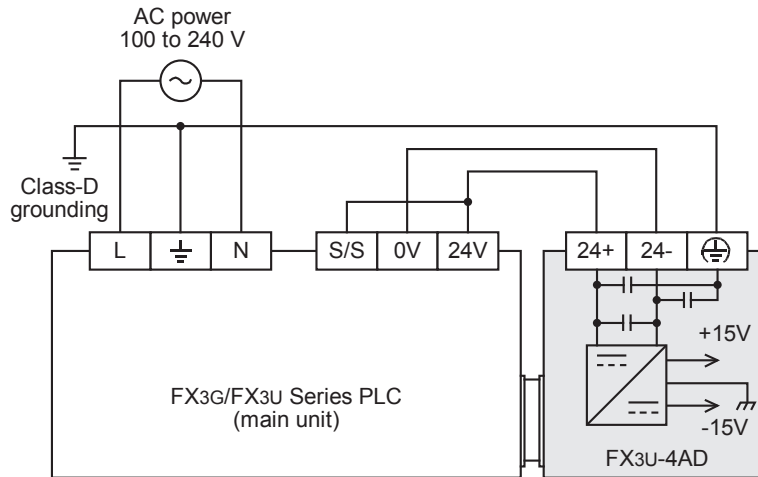 AC power
100 to 240 V
Class-D
grounding
L
N
S/S
0V
24V
24+
24-
+15V
-15V
FX3G/FX3U Series PLC
(main unit)
FX3U-4AD